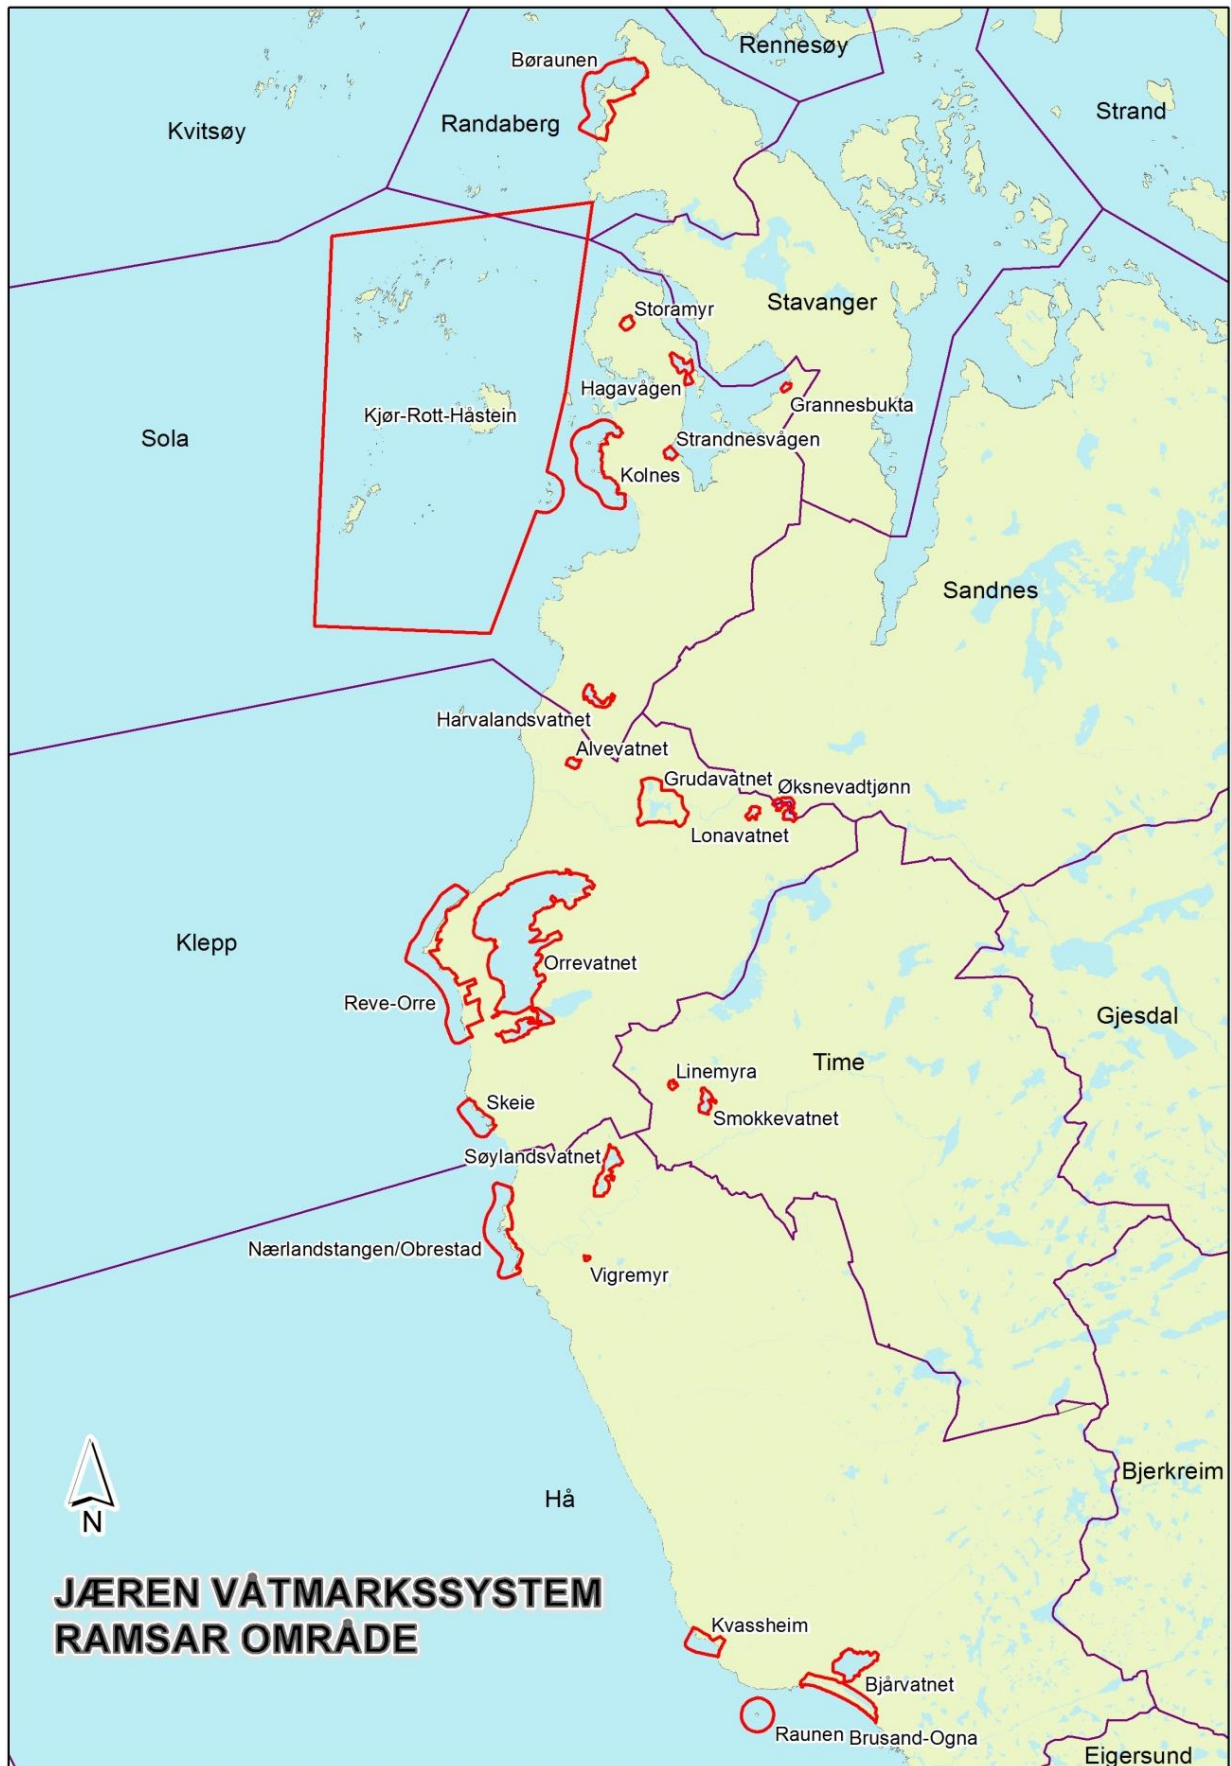 Rennesøy
Børaunen
Strand
Randaberg
Kvitsøy
Stavanger
Storamyr
Hagavågen
Grannesbukta
Kjør-Rott-Håstein
Sola
Strandnesvågen
Kolnes
Sandnes
Harvalandsvatnet
Alvevatnet
Grudavatnet
Øksnevadtjønn
Lonavatnet
Klepp
Orrevatnet
Reve-Orre
Gjesdal
Time
Linemyra
Skeie
Smokkevatnet
Søylandsvatnet
Nærlandstangen/Obrestad
Vigremyr
Bjerkreim
Hå
N
JÆREN VÅTMARKSSYSTEM
RAMSAR OMRÅDE
Kvassheim
Bjårvatnet
Raunen
Brusand-Ogna
Eigersund